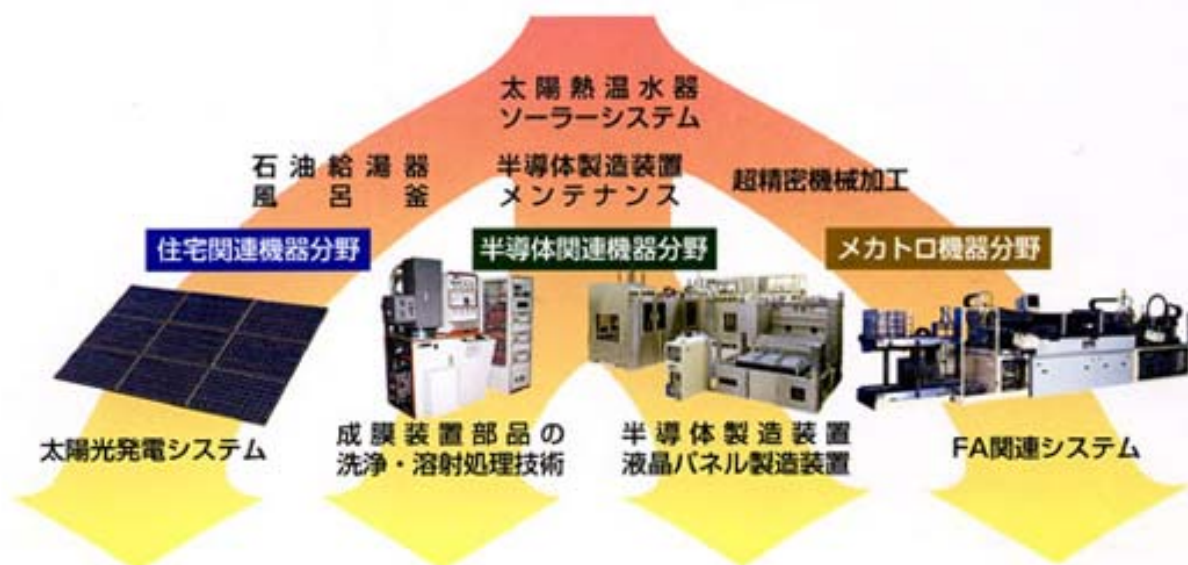 太陽熱温水器
ソーラーシステム
石油給湯器
風呂釜
半導体製造装置
メンテナンス
超精密機械加工
住宅関連機器分野
半導体関連機器分野
メカトロ機器分野
太陽光発電システム
成膜装置部品の
洗浄・溶射処理技術
半導体製造装置
液晶パネル製造装置
FA関連システム